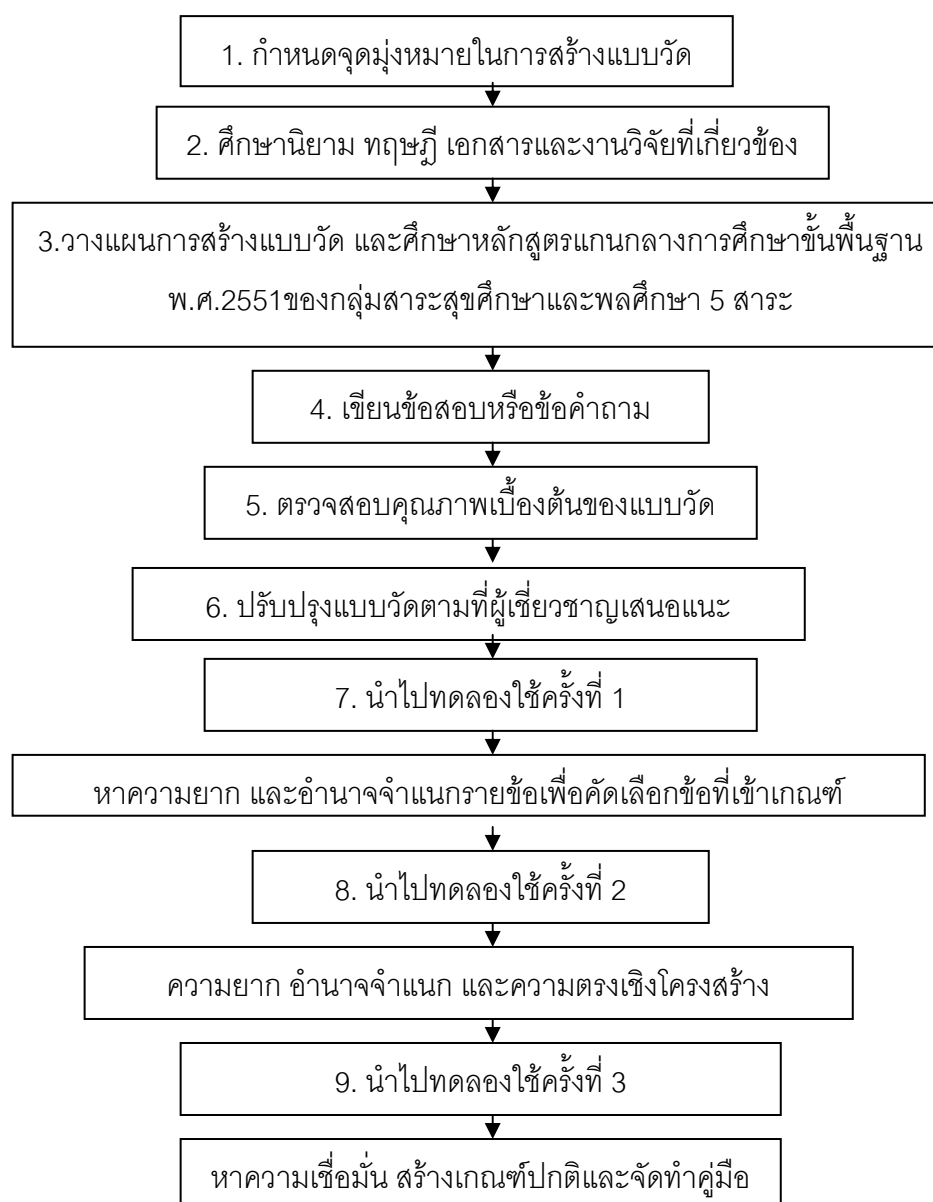 1. กำหนดจุดมุ่งหมายในการสร้างแบบวัด
2. ศึกษานิยาม ทฤษฎี เอกสารและงานวิจัยที่เกี่ยวข้อง
3.วางแผนการสร้างแบบวัด และศึกษาหลักสูตรแกนกลางการศึกษาขั้นพื้นฐาน
พ.ศ.2551ของกลุ่มสาระสุขศึกษาและพลศึกษา 5 สาระ
4. เขียนข้อสอบหรือข้อคำถาม
5. ตรวจสอบคุณภาพเบื้องต้นของแบบวัด
6. ปรับปรุงแบบวัดตามที่ผู้เชี่ยวชาญเสนอแนะ
7. นำไปทดลองใช้ครั้งที่ 1
หาความยาก และอำนาจจำแนกรายข้อเพื่อคัดเลือกข้อที่เข้าเกณฑ์
8. นำไปทดลองใช้ครั้งที่ 2
ความยาก อำนาจจำแนก และความตรงเชิงโครงสร้าง
9. นำไปทดลองใช้ครั้งที่ 3
หาความเชื่อมั่น สร้างเกณฑ์ปกติและจัดทำคู่มือ